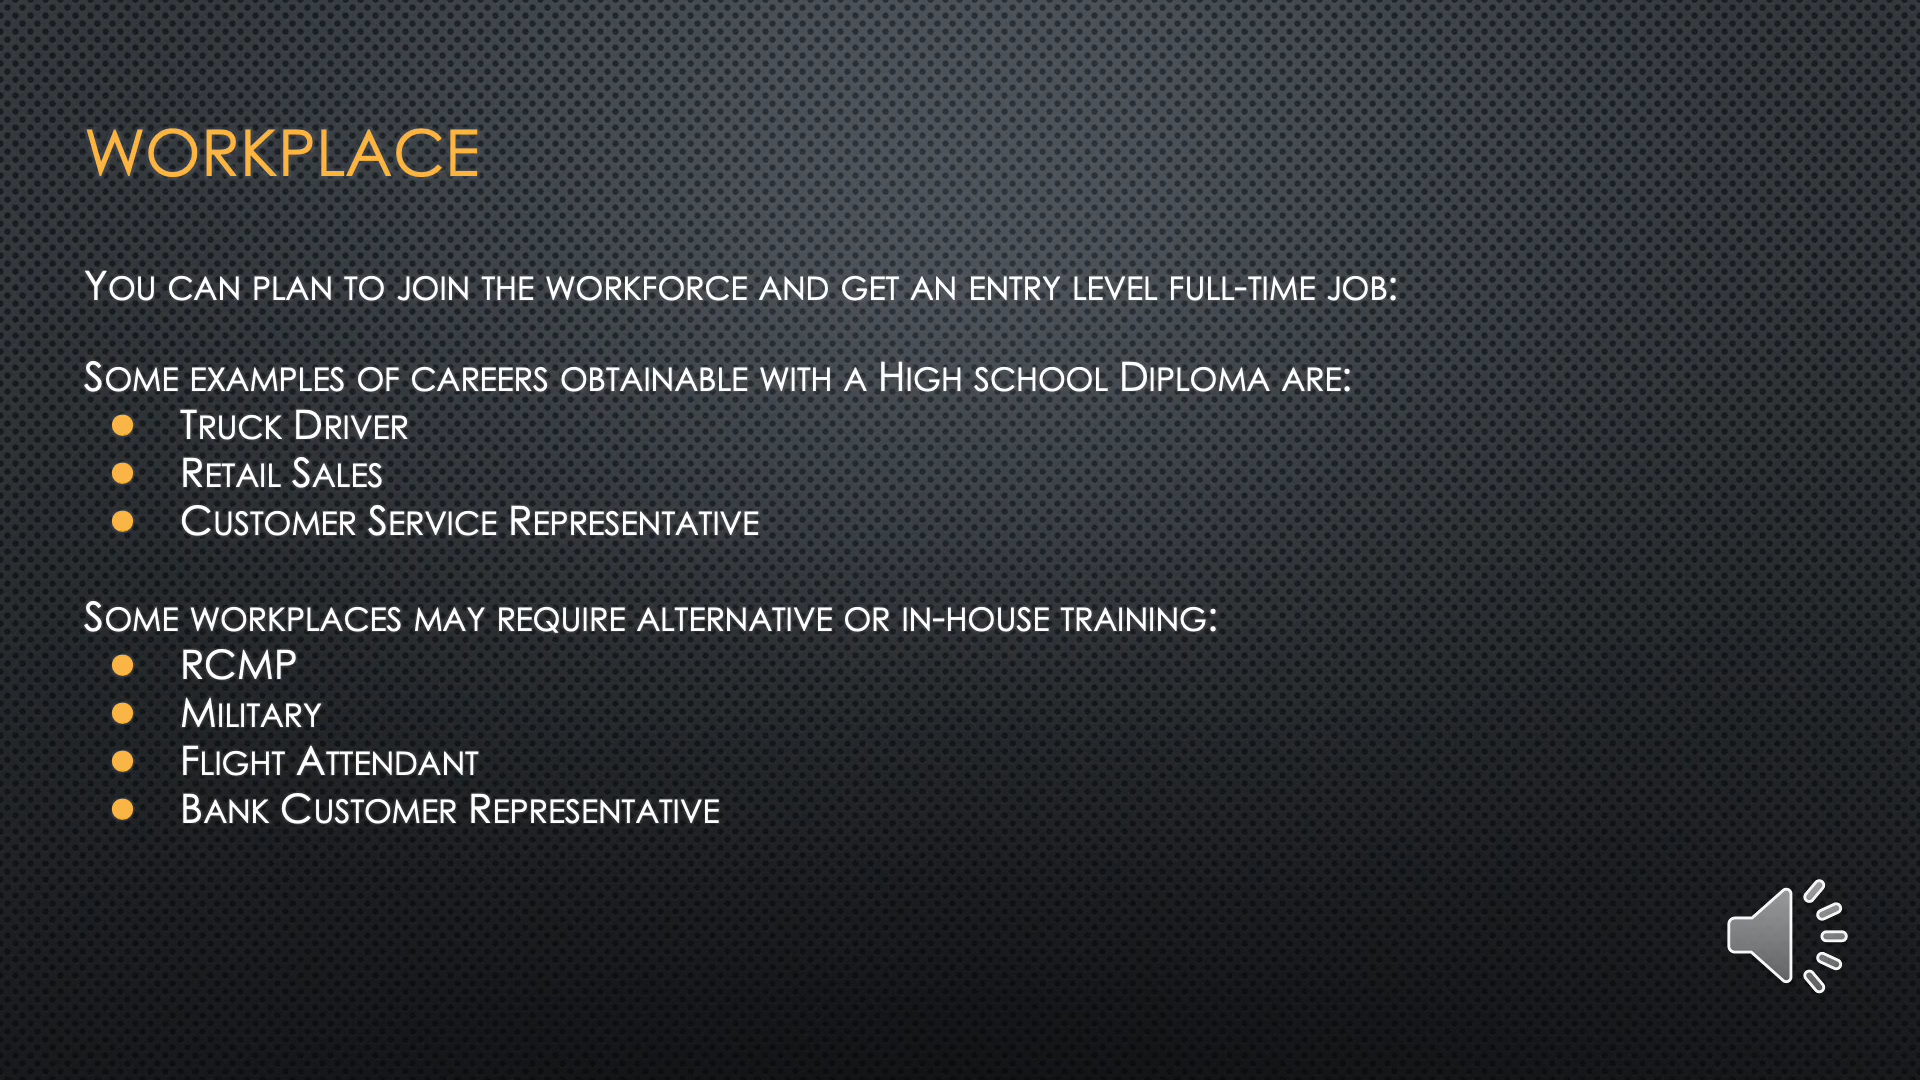 WORKPLACE
You can plan to join the workforce and get an entry level full-time job:
Some examples of careers obtainable with a High school Diploma are:
● Truck Driver
● Retail Sales
● Customer Service Representative
Some workplaces may require alternative or in-house training:
● RCMP
● Military
● Flight Attendant
● Bank Customer Representative